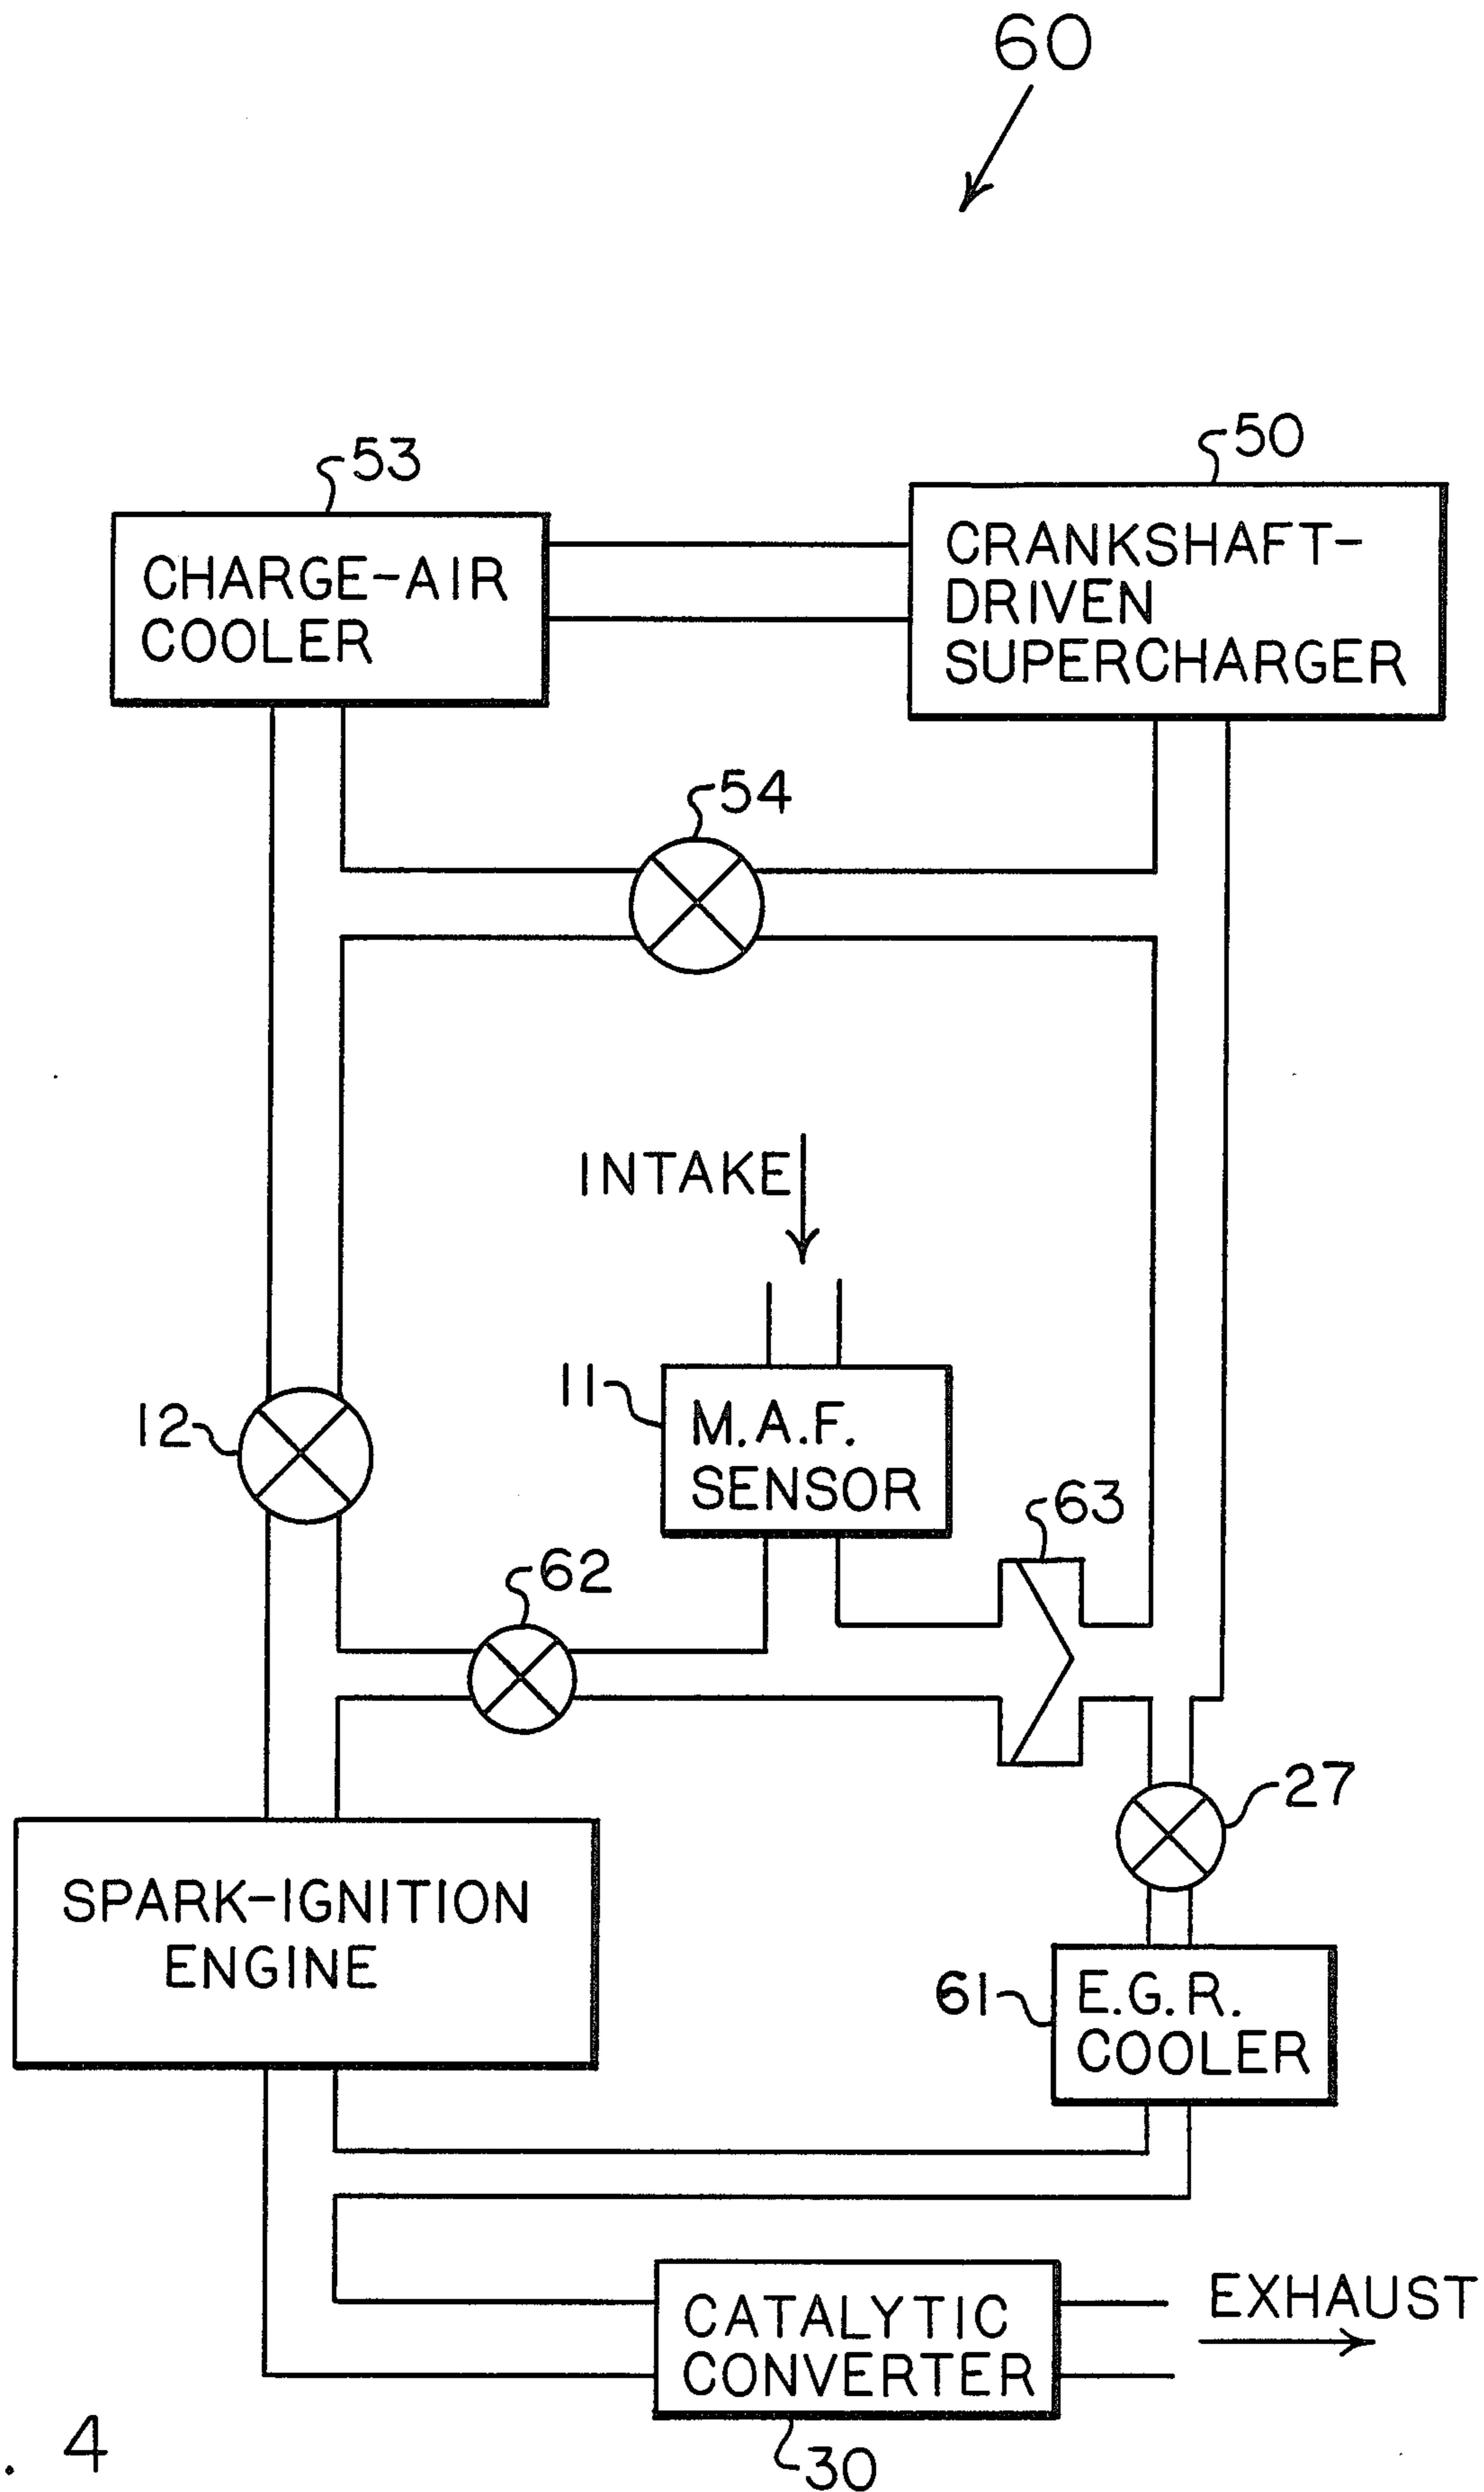 60
53
50
CHARGE-AIR
COOLER
CRANKSHAFT-
DRIVEN
SUPERCHARGER
54
INTAKE
11
M.A.F.
SENSOR
12
63
62
27
SPARK-IGNITION
ENGINE
61
E.G.R.
COOLER
CATALYTIC
CONVERTER
EXHAUST
30
. 4